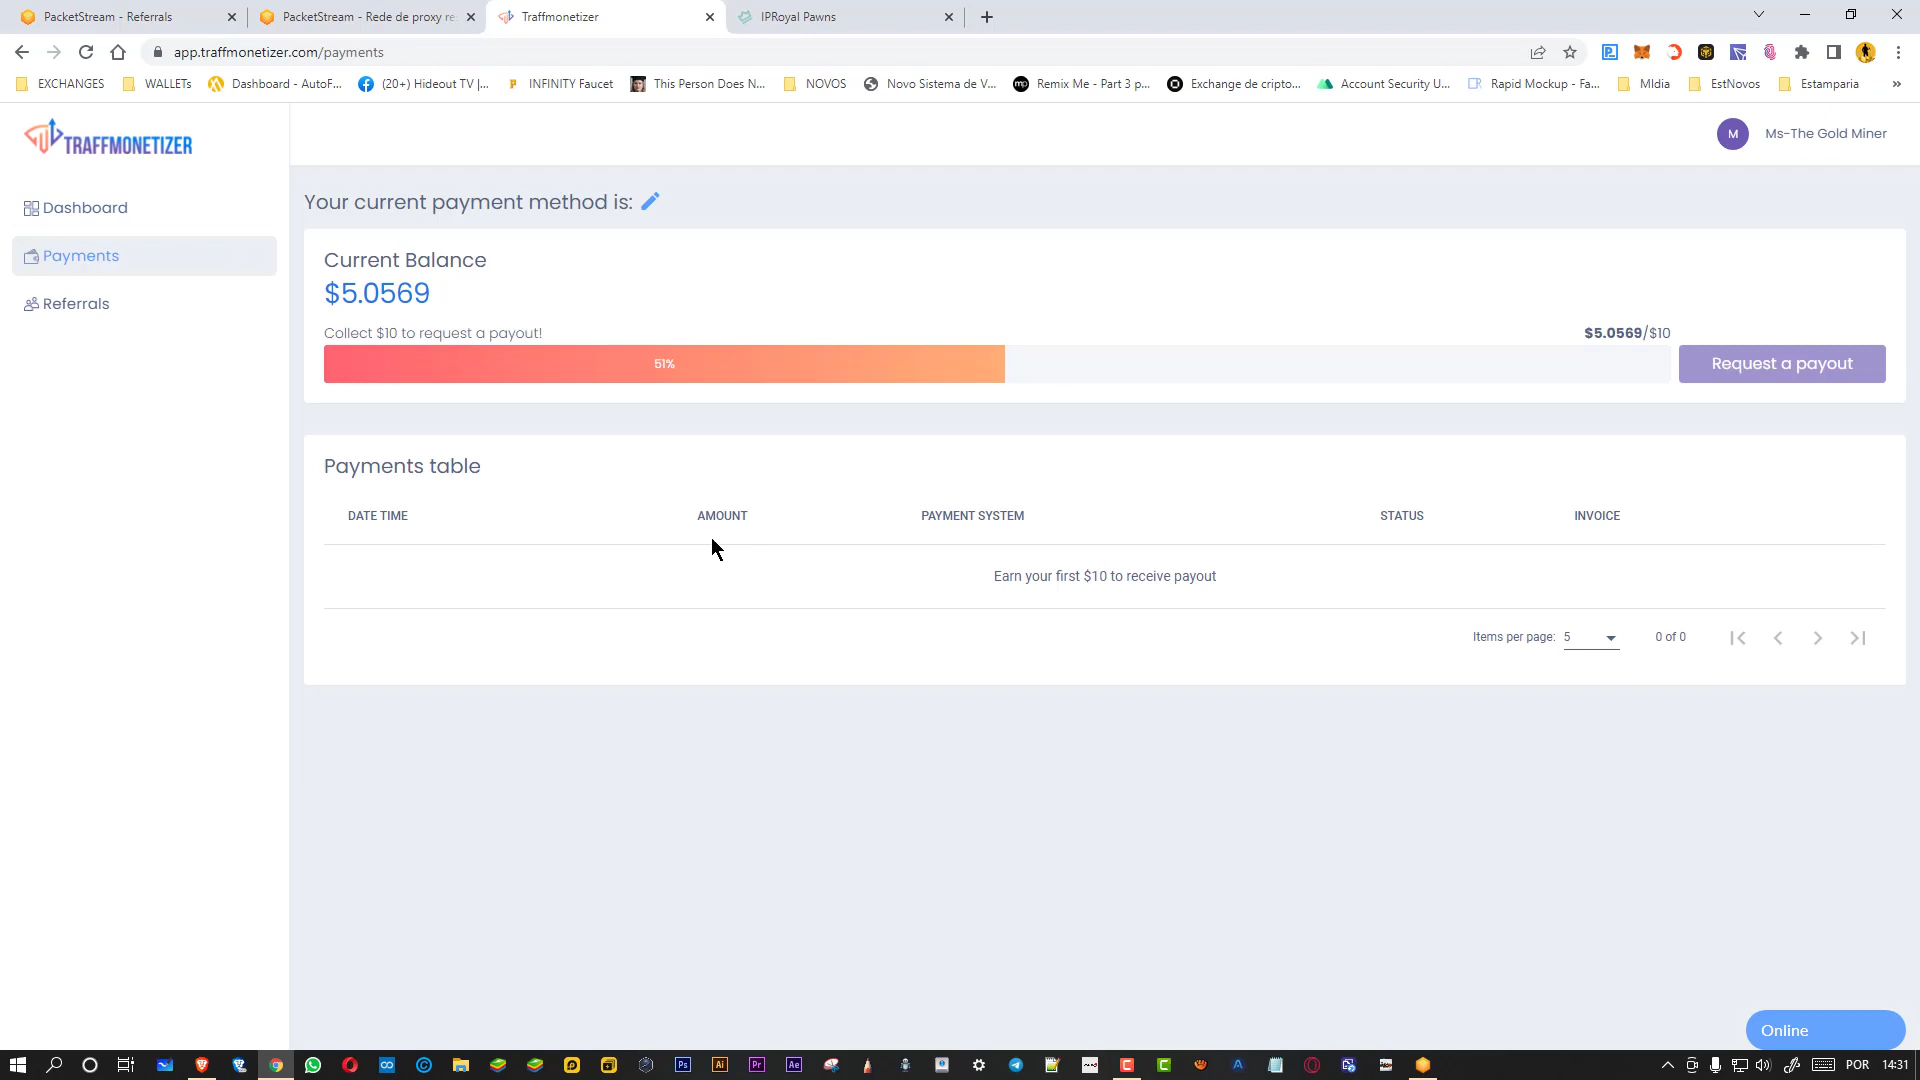 PacketStream - Referrals
PacketStream - Rede de proxy re
Traffmonetizer
IPRoyal Pawns
app.traffmonetizer.com/payments
EXCHANGES
WALLETs
Dashboard - AutoF...
(20+) Hideout TV |...
INFINITY Faucet
This Person Does N...
NOVOS
Novo Sistema de V...
Remix Me - Part 3 p...
Exchange de cripto...
Account Security U...
Rapid Mockup - Fa...
MIdia
EstNovos
Estamparia
»
TRAFFMONETIZER
M
Ms-The Gold Miner
Dashboard
Payments
Referrals
Your current payment method is:
Current Balance
$5.0569
Collect $10 to request a payout!
$5.0569/$10
51%
Request a payout
Payments table
DATE TIME
AMOUNT
PAYMENT SYSTEM
STATUS
INVOICE
Earn your first $10 to receive payout
Items per page: 5
0 of 0
Online
Ps
Ai
Pr
Ae
POR
14:31